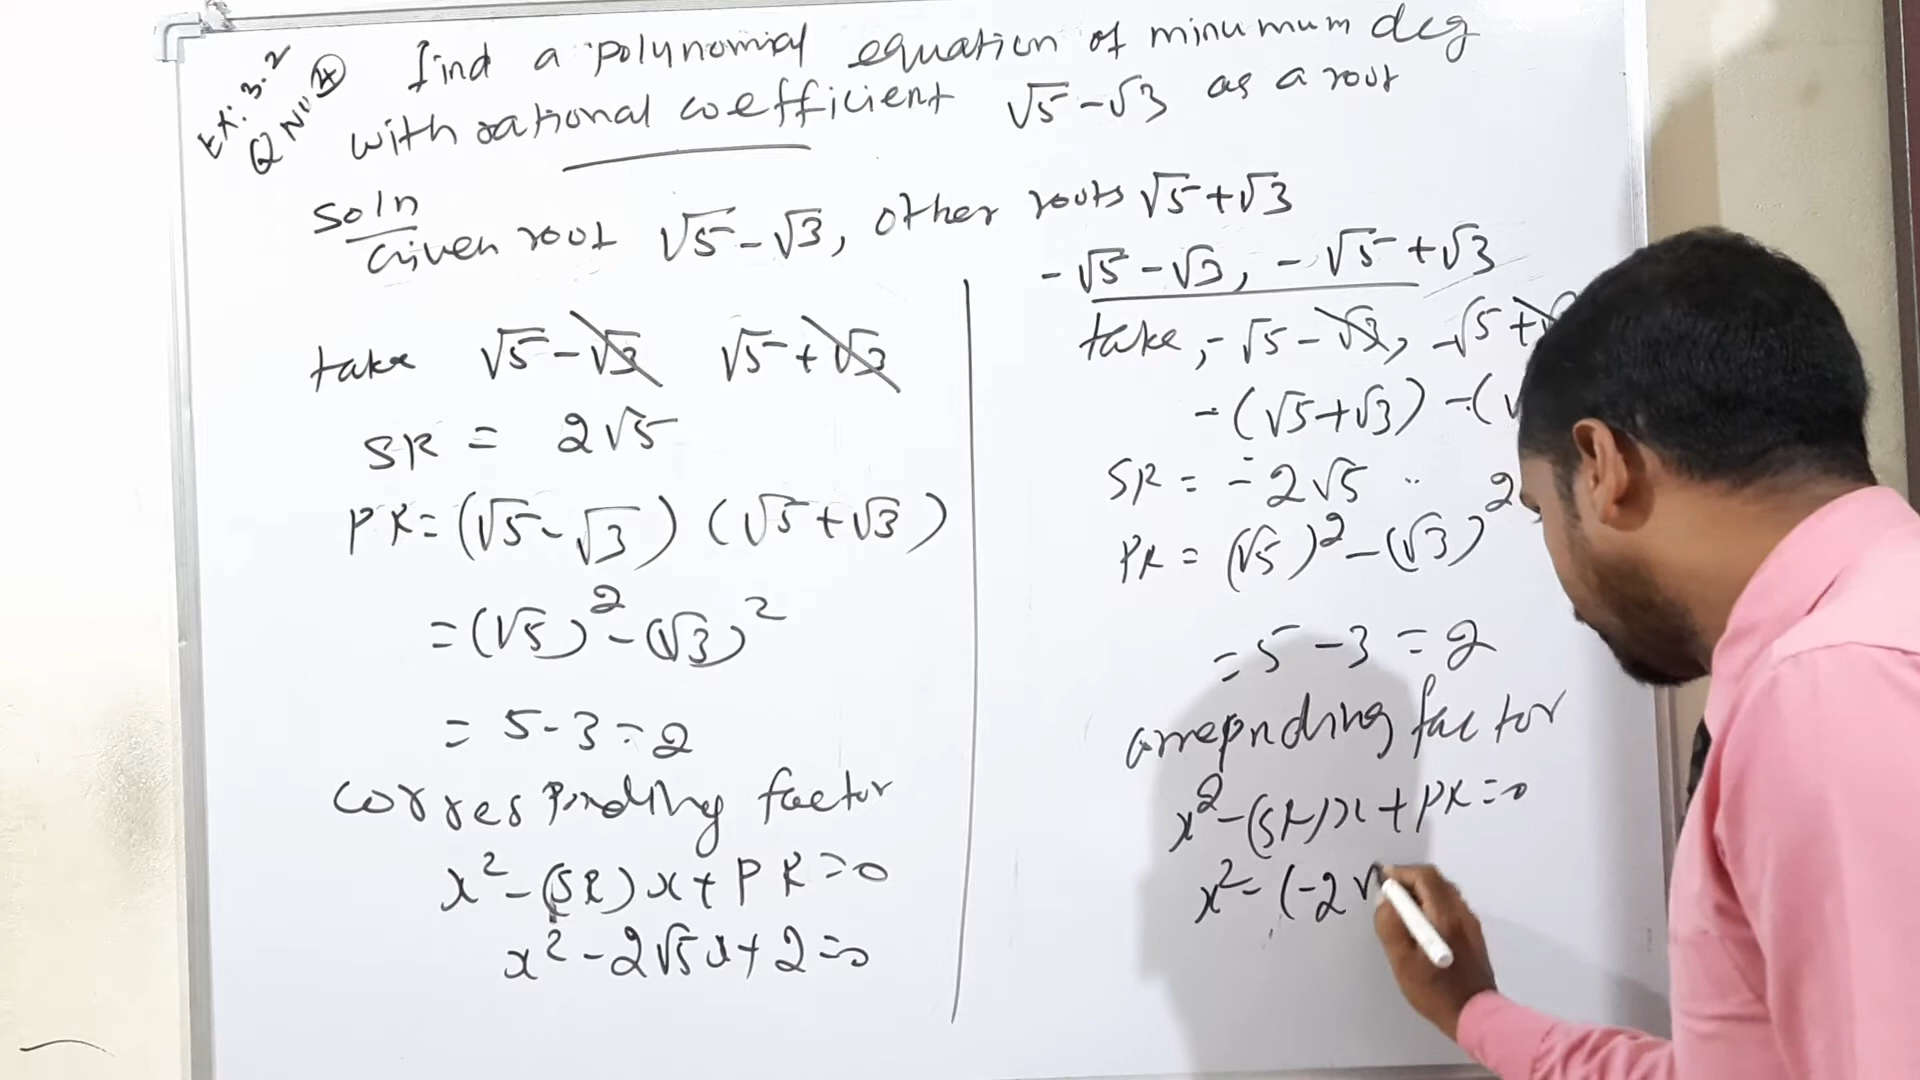 Ex: 3.2
Q No 4 Find a polynomial equation of minumum deg
with rational coefficient √5-√3 as a root
Soln
Given root √5-√3, other roots √5+√3
-√5-√3, -√5+√3
take √5-√3 √5+√3
SR = 2√5
PR = (√5-√3) (√5+√3)
= (√5)²-(√3)²
= 5-3=2
corresponding factor
x²-(SR)x+PR=0
x²-2√5x+2=0
take, -√5-√3, -√5+
-(√5+√3) -(√
SR = -2√5
PR = (√5)²-(√3)²
= 5-3=2
x²-(SR)x+PR=0
x²-(-2√